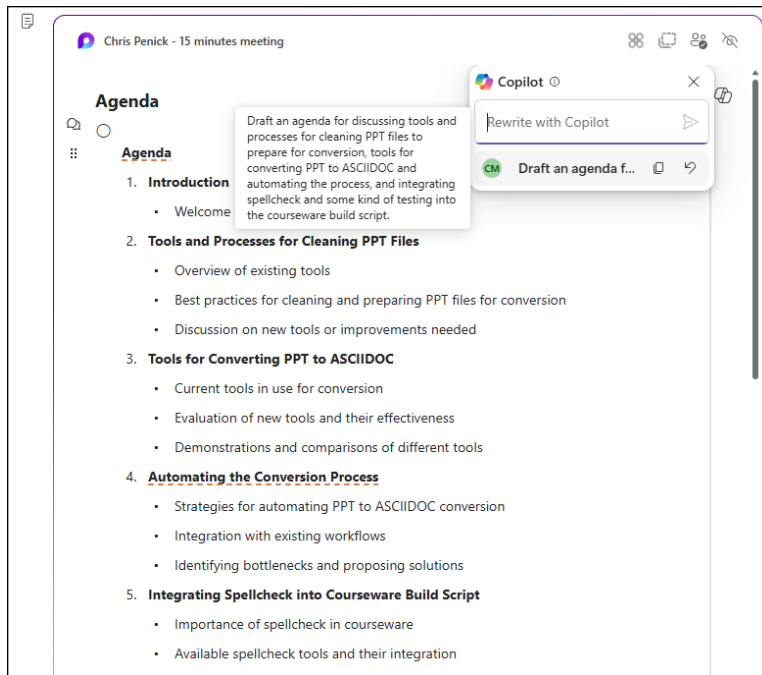 Chris Penick - 15 minutes meeting
Copilot
Rewrite with Copilot
CM Draft an agenda f...
Agenda
Draft an agenda for discussing tools and
processes for cleaning PPT files to
prepare for conversion, tools for
converting PPT to ASCIIDOC and
automating the process, and integrating
spellcheck and some kind of testing into
the courseware build script.
Agenda
1. Introduction
• Welcome
2. Tools and Processes for Cleaning PPT Files
• Overview of existing tools
• Best practices for cleaning and preparing PPT files for conversion
• Discussion on new tools or improvements needed
3. Tools for Converting PPT to ASCIIDOC
• Current tools in use for conversion
• Evaluation of new tools and their effectiveness
• Demonstrations and comparisons of different tools
4. Automating the Conversion Process
• Strategies for automating PPT to ASCIIDOC conversion
• Integration with existing workflows
• Identifying bottlenecks and proposing solutions
5. Integrating Spellcheck into Courseware Build Script
• Importance of spellcheck in courseware
• Available spellcheck tools and their integration